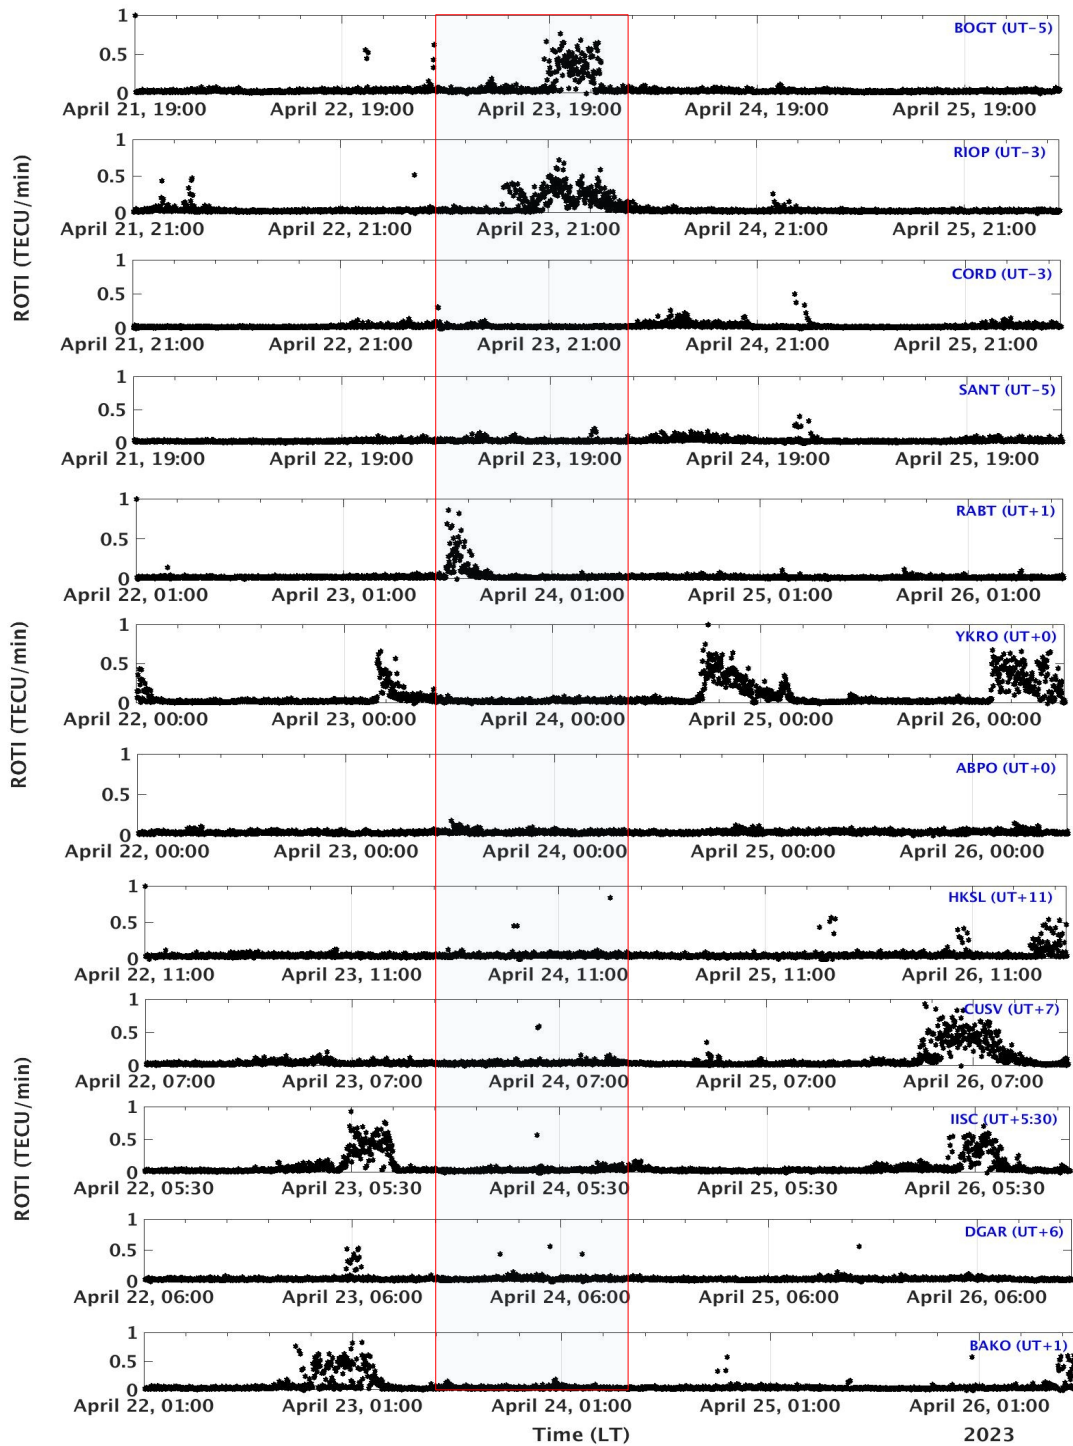 ROTI (TECU/min)
1
0.5
0
BOGT (UT-5)
April 21, 19:00 April 22, 19:00 April 23, 19:00 April 24, 19:00 April 25, 19:00
1
0.5
0
RIOP (UT-3)
April 21, 21:00 April 22, 21:00 April 23, 21:00 April 24, 21:00 April 25, 21:00
1
0.5
0
CORD (UT-3)
April 21, 21:00 April 22, 21:00 April 23, 21:00 April 24, 21:00 April 25, 21:00
1
0.5
0
SANT (UT-5)
April 21, 19:00 April 22, 19:00 April 23, 19:00 April 24, 19:00 April 25, 19:00
ROTI (TECU/min)
1
0.5
0
RABT (UT+1)
April 22, 01:00 April 23, 01:00 April 24, 01:00 April 25, 01:00 April 26, 01:00
1
0.5
0
YKRO (UT+0)
April 22, 00:00 April 23, 00:00 April 24, 00:00 April 25, 00:00 April 26, 00:00
1
0.5
0
ABPO (UT+0)
April 22, 00:00 April 23, 00:00 April 24, 00:00 April 25, 00:00 April 26, 00:00
ROTI (TECU/min)
1
0.5
0
HKSL (UT+11)
April 22, 11:00 April 23, 11:00 April 24, 11:00 April 25, 11:00 April 26, 11:00
1
0.5
0
CUSV (UT+7)
April 22, 07:00 April 23, 07:00 April 24, 07:00 April 25, 07:00 April 26, 07:00
1
0.5
0
IISC (UT+5:30)
April 22, 05:30 April 23, 05:30 April 24, 05:30 April 25, 05:30 April 26, 05:30
1
0.5
0
DGAR (UT+6)
April 22, 06:00 April 23, 06:00 April 24, 06:00 April 25, 06:00 April 26, 06:00
1
0.5
0
BAKO (UT+1)
April 22, 01:00 April 23, 01:00 April 24, 01:00 April 25, 01:00 April 26, 01:00
Time (LT) 2023